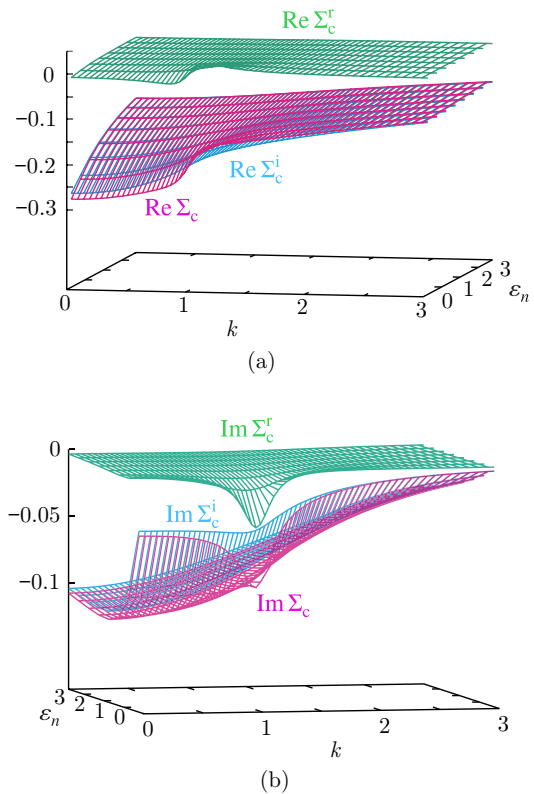 Re Σ_c^r
0
−0.1
−0.2
−0.3
Re Σ_c^i
Re Σ_c
0 1 2 3
k
0 1 2 3
ε_n
(a)
Im Σ_c^r
0
−0.05
−0.1
Im Σ_c^i
Im Σ_c
3 2 1 0
ε_n
0 1 2 3
k
(b)